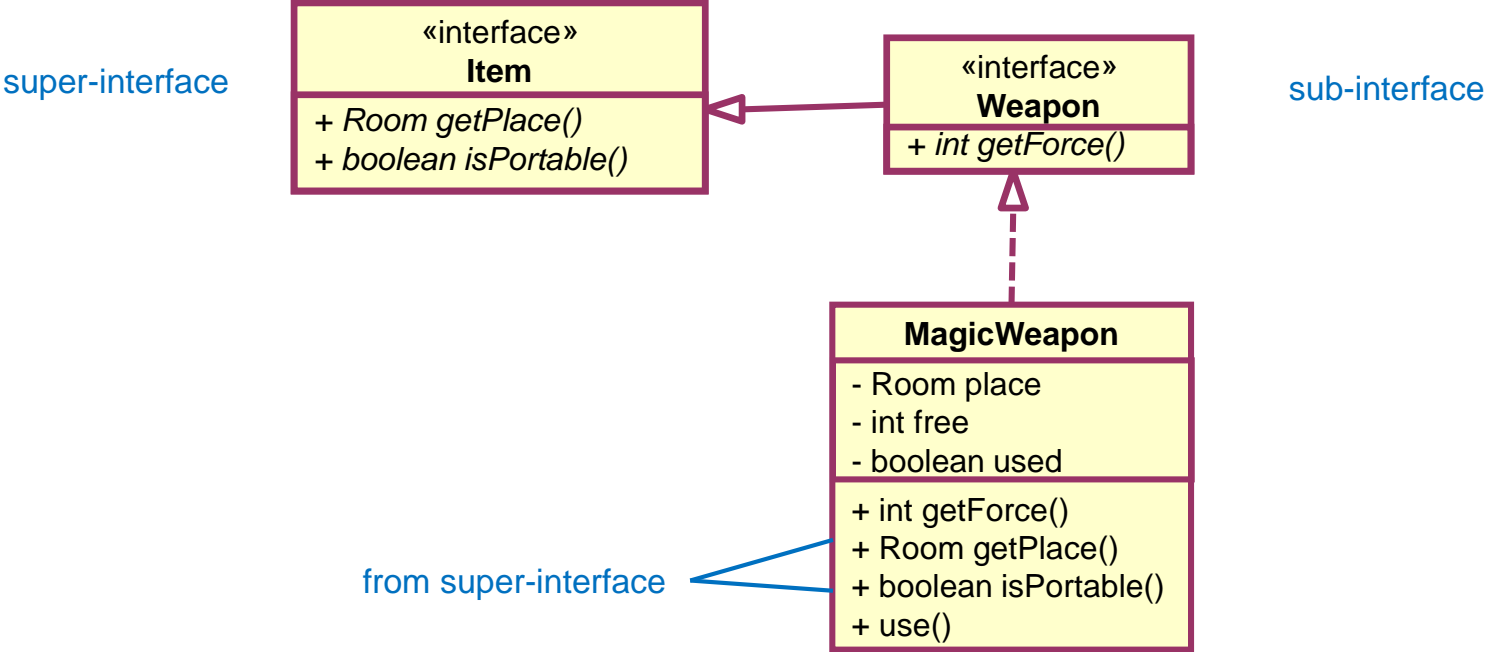 super-interface
«interface»
Item
+ Room getPlace()
+ boolean isPortable()
«interface»
Weapon
+ int getForce()
sub-interface
MagicWeapon
- Room place
- int free
- boolean used
+ int getForce()
+ Room getPlace()
+ boolean isPortable()
+ use()
from super-interface